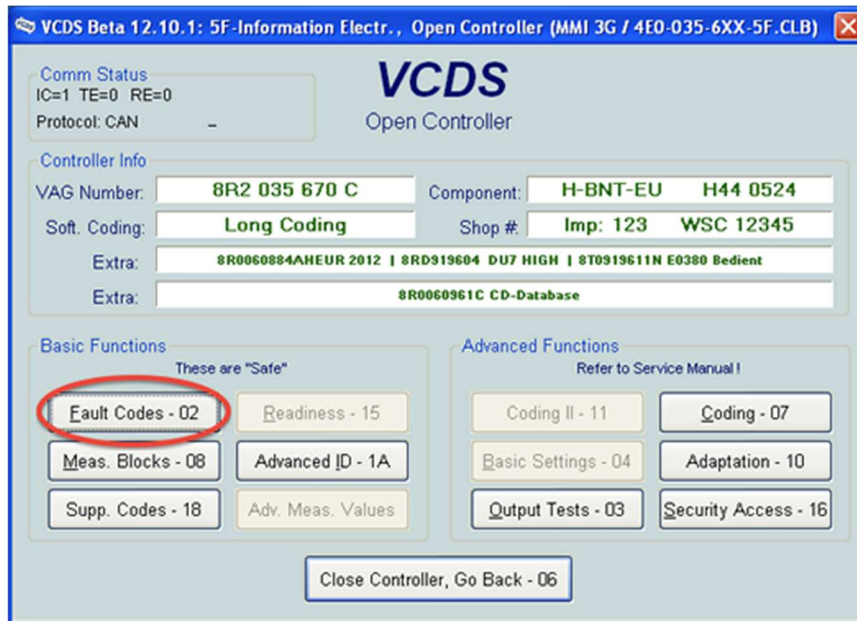 VCDS Beta 12.10.1: 5F-Information Electr., Open Controller (MMI 3G / 4E0-035-6XX-5F.CLB)
Comm Status
IC=1 TE=0 RE=0
Protocol: CAN
VCDS
Open Controller
Controller Info
VAG Number: 8R2 035 670 C Component: H-BNT-EU H44 0524
Soft. Coding: Long Coding Shop #: Imp: 123 WSC 12345
Extra: 8R0060884AHEUR 2012 | 8RD919604 DU7 HIGH | 8T0919611N E0380 Bedient
Extra: 8R0060961C CD-Database
Basic Functions
These are "Safe"
Fault Codes - 02 Readiness - 15
Meas. Blocks - 08 Advanced ID - 1A
Supp. Codes - 18 Adv. Meas. Values
Advanced Functions
Refer to Service Manual !
Coding II - 11 Coding - 07
Basic Settings - 04 Adaptation - 10
Output Tests - 03 Security Access - 16
Close Controller, Go Back - 06